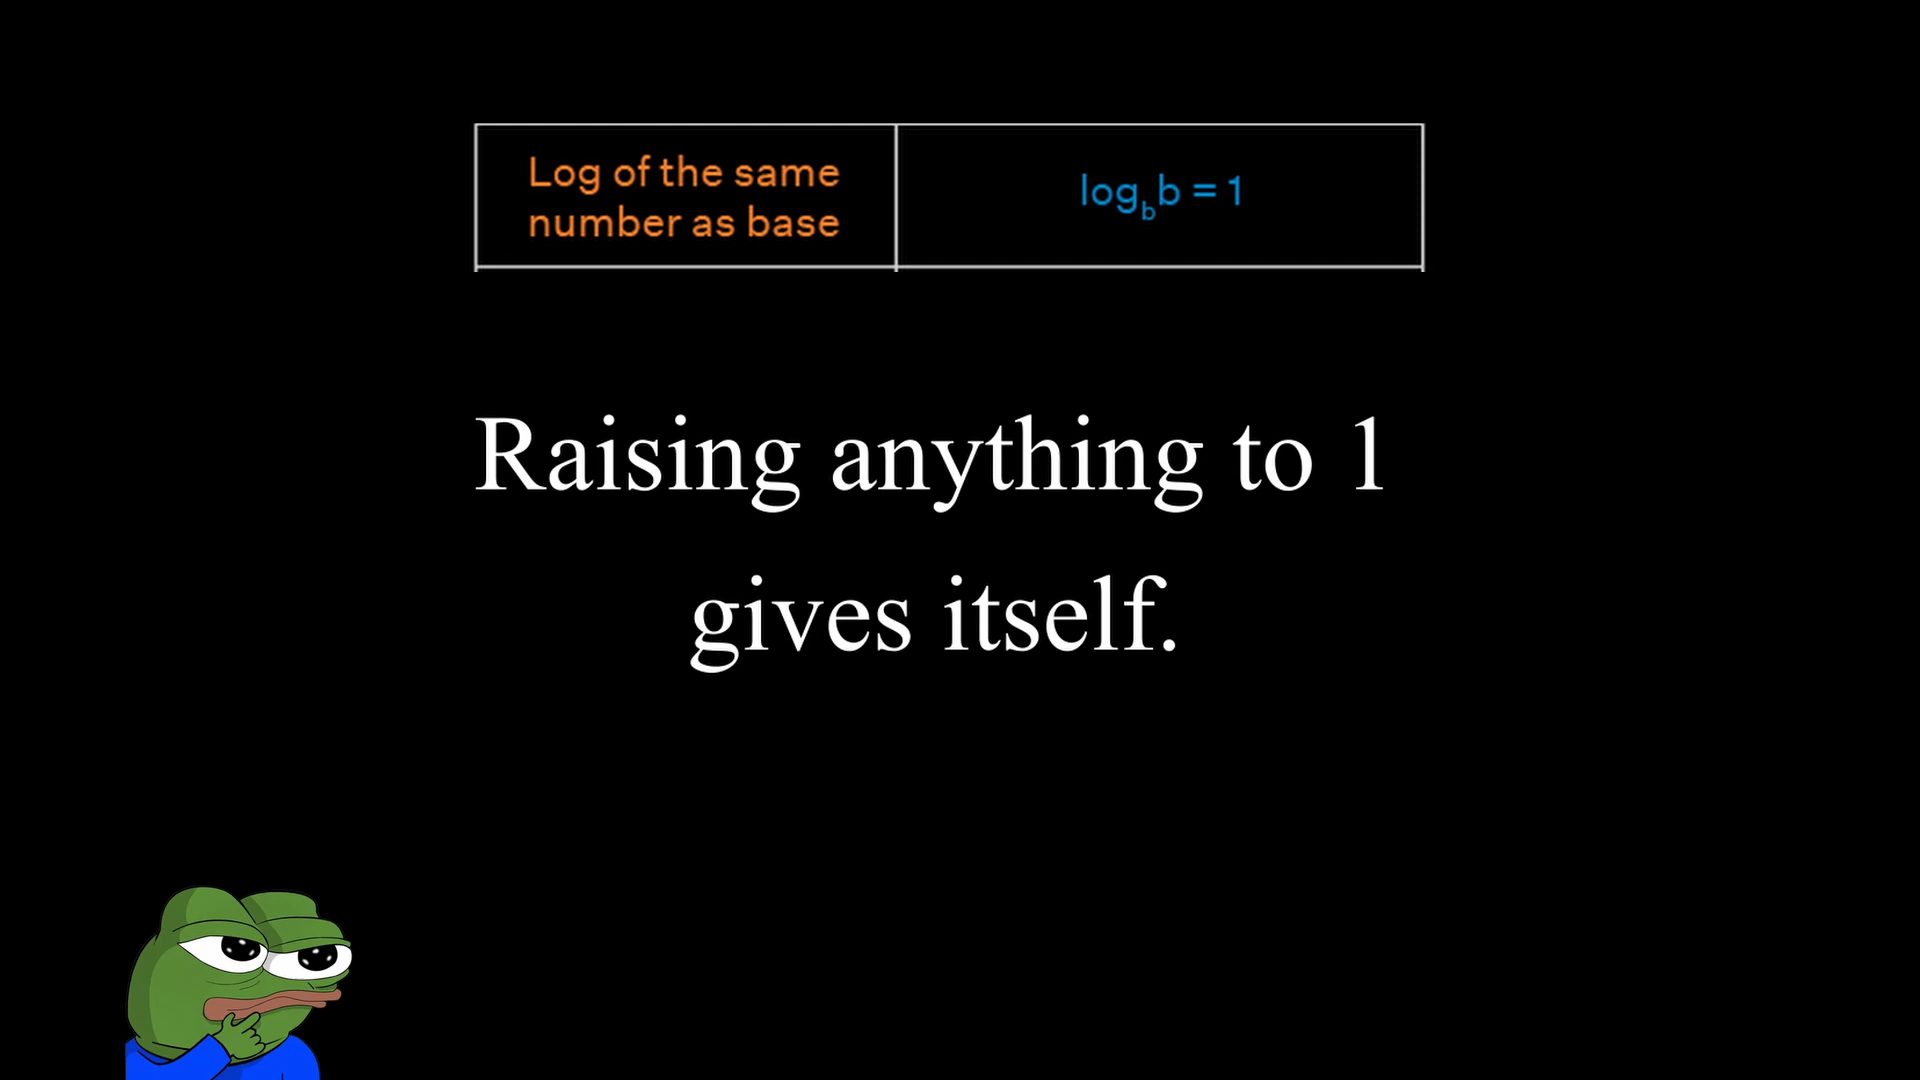 Log of the same
number as base
log_b b = 1
Raising anything to 1
gives itself.